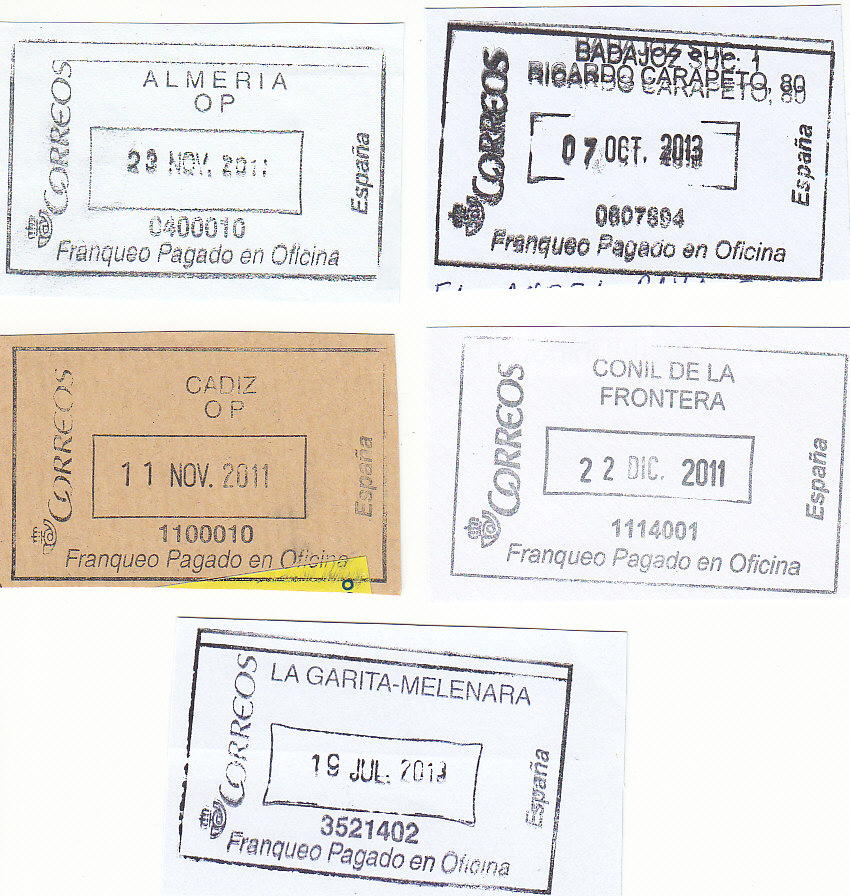 ALMERIA
O P
CORREOS
23 NOV. 2011
España
0400010
Franqueo Pagado en Oficina
BADAJOZ SUC. 1
RICARDO CARAPETO, 80
CORREOS
07 OCT. 2013
España
0607894
Franqueo Pagado en Oficina
CADIZ
O P
CORREOS
11 NOV. 2011
España
1100010
Franqueo Pagado en Oficina
CONIL DE LA
FRONTERA
CORREOS
22 DIC. 2011
España
1114001
Franqueo Pagado en Oficina
LA GARITA-MELENARA
CORREOS
19 JUL. 2013
España
3521402
Franqueo Pagado en Oficina